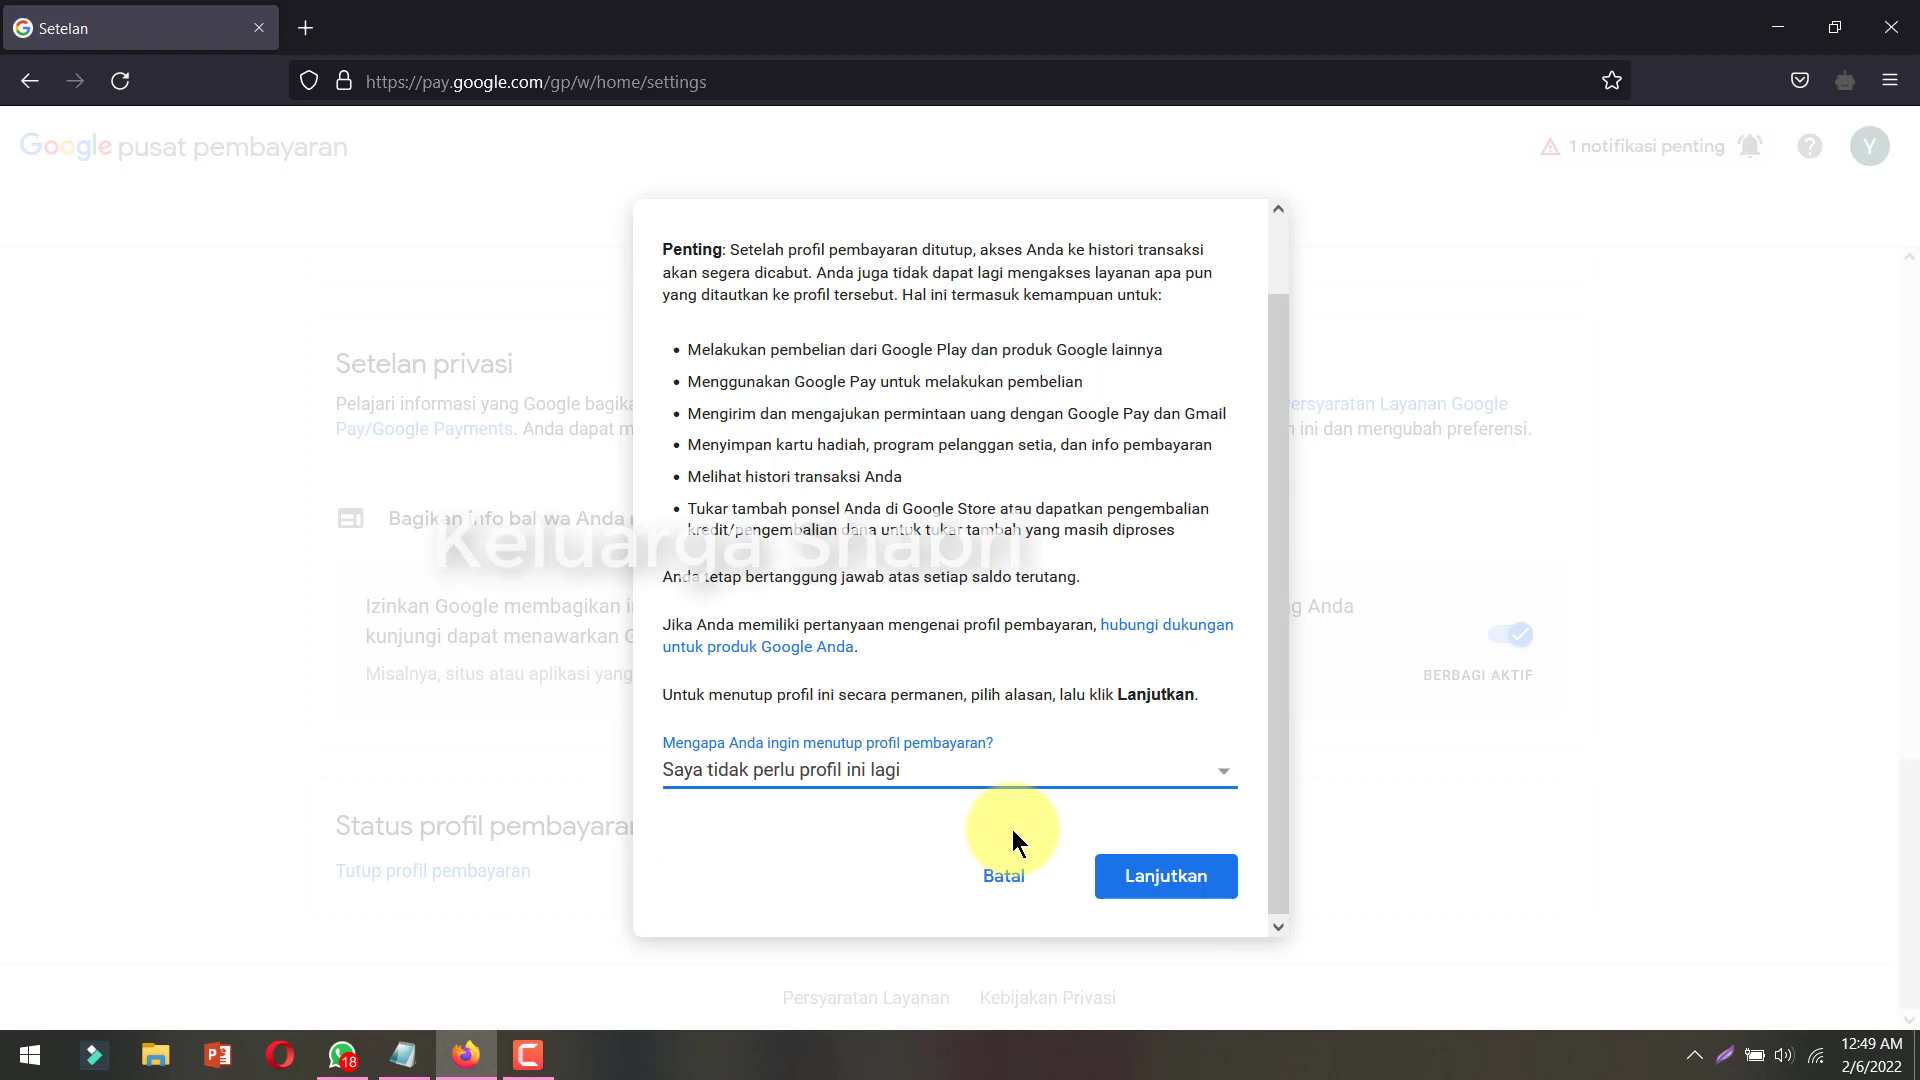 Setelan
https://pay.google.com/gp/w/home/settings
Google pusat pembayaran
1 notifikasi penting
Y
Penting: Setelah profil pembayaran ditutup, akses Anda ke histori transaksi
akan segera dicabut. Anda juga tidak dapat lagi mengakses layanan apa pun
yang ditautkan ke profil tersebut. Hal ini termasuk kemampuan untuk:
• Melakukan pembelian dari Google Play dan produk Google lainnya
• Menggunakan Google Pay untuk melakukan pembelian
• Mengirim dan mengajukan permintaan uang dengan Google Pay dan Gmail
• Menyimpan kartu hadiah, program pelanggan setia, dan info pembayaran
• Melihat histori transaksi Anda
• Tukar tambah ponsel Anda di Google Store atau dapatkan pengembalian
kredit/pengembalian dana untuk tukar tambah yang masih diproses
Anda tetap bertanggung jawab atas setiap saldo terutang.
Jika Anda memiliki pertanyaan mengenai profil pembayaran, hubungi dukungan
untuk produk Google Anda.
Untuk menutup profil ini secara permanen, pilih alasan, lalu klik Lanjutkan.
Mengapa Anda ingin menutup profil pembayaran?
Saya tidak perlu profil ini lagi
Batal
Lanjutkan
Setelan privasi
Pelajari informasi yang Google bagika
ersyaratan Layanan Google
Pay/Google Payments. Anda dapat m
n ini dan mengubah preferensi.
Bagikan info bahwa Anda
Keluarga Shabri
Izinkan Google membagikan i
g Anda
kunjungi dapat menawarkan G
Misalnya, situs atau aplikasi yang
BERBAGI AKTIF
Status profil pembayaran
Tutup profil pembayaran
Persyaratan Layanan
Kebijakan Privasi
18
12:49 AM
2/6/2022